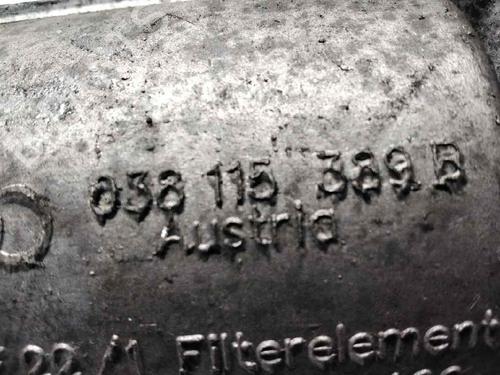 038 115 389 B
Austria
Filterelement